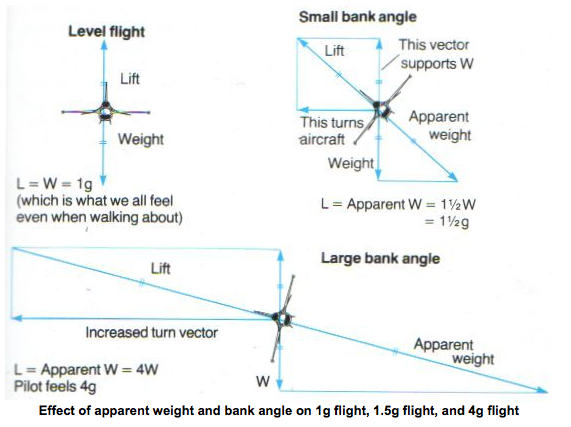 Level flight
Lift
Weight
L = W = 1g
(which is what we all feel
even when walking about)
Small bank angle
Lift
This vector
supports W
This turns
aircraft
Apparent
weight
Weight
L = Apparent W = 1½W
= 1½g
Large bank angle
Lift
Increased turn vector
Apparent
weight
L = Apparent W = 4W
Pilot feels 4g
W
Effect of apparent weight and bank angle on 1g flight, 1.5g flight, and 4g flight